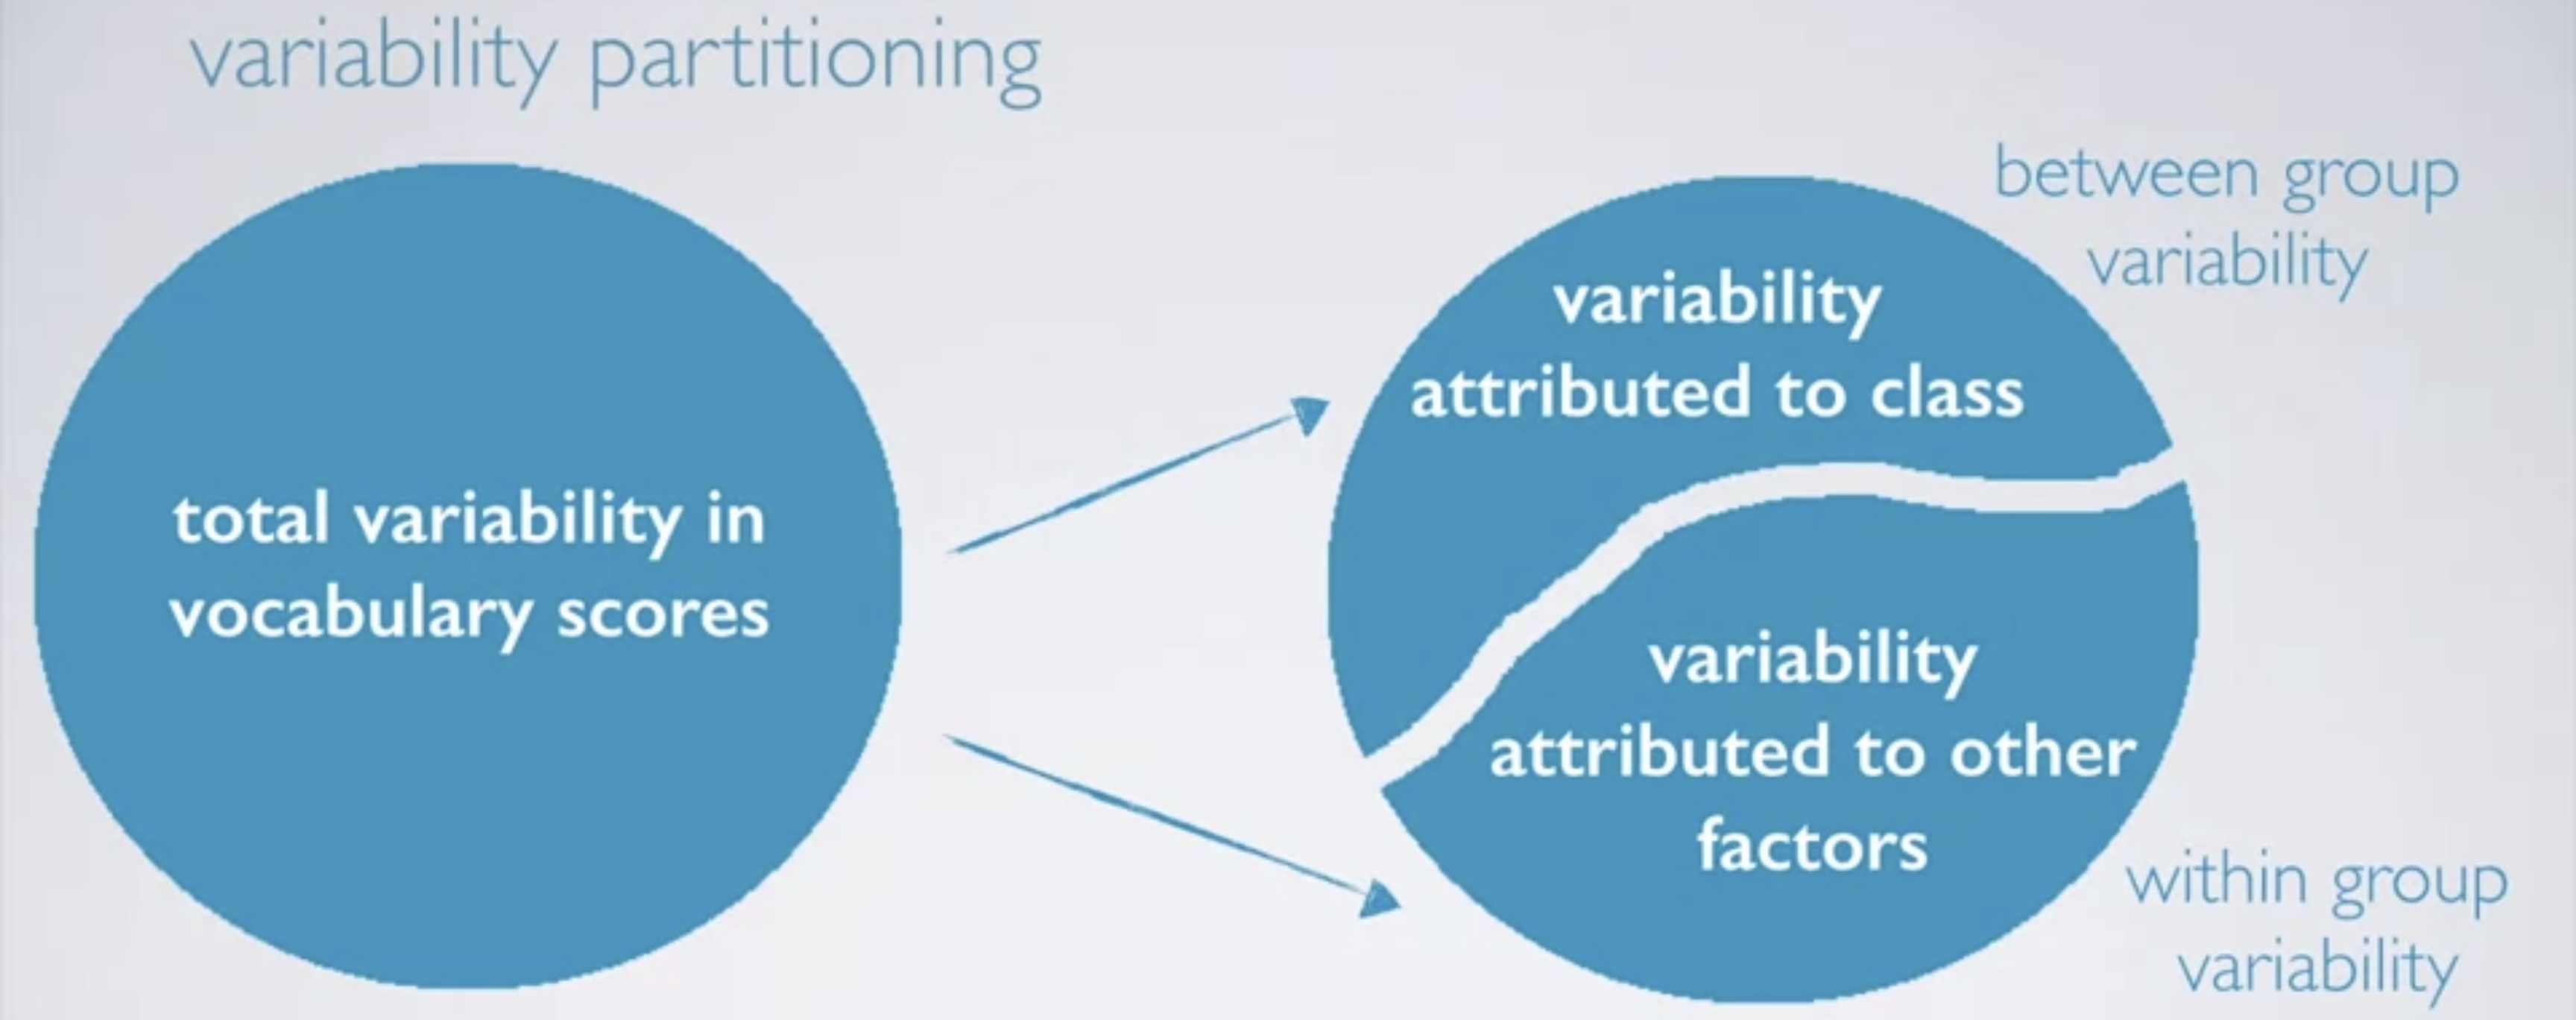 variability partitioning
total variability in
vocabulary scores
between group
variability
variability
attributed to class
variability
attributed to other
factors
within group
variability